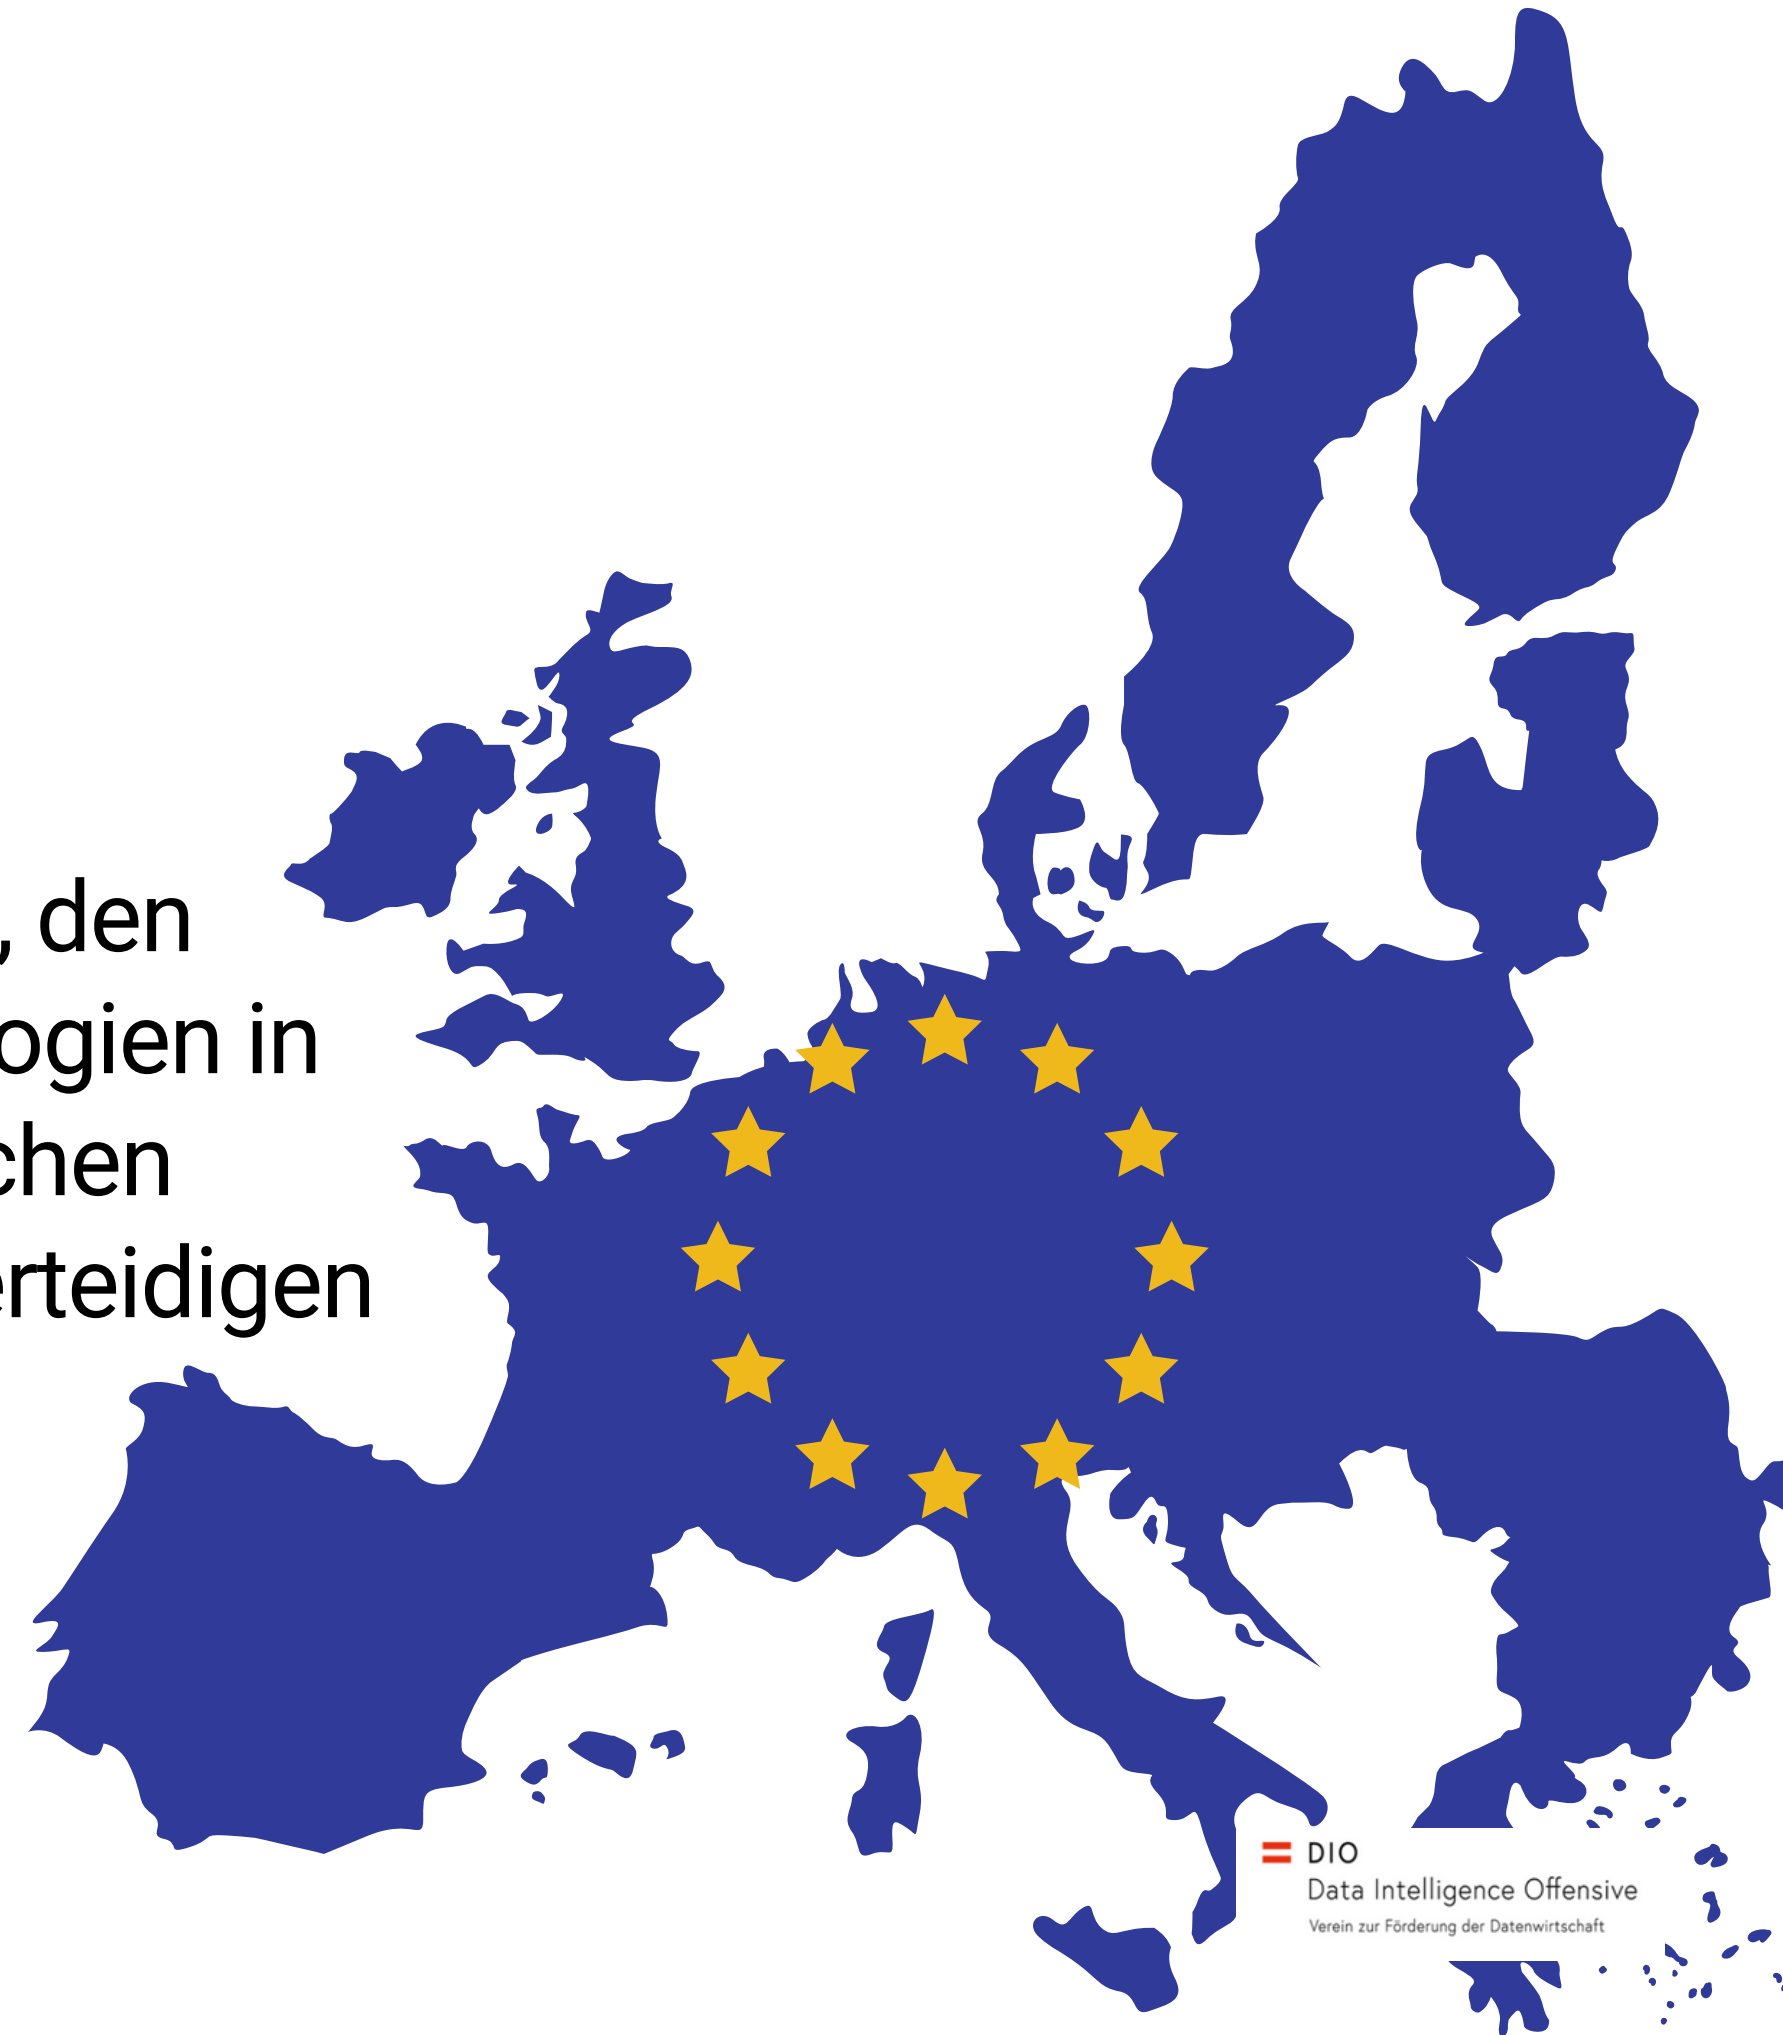 , den
ogien in
chen
erteidigen
DIO
Data Intelligence Offensive
Verein zur Förderung der Datenwirtschaft